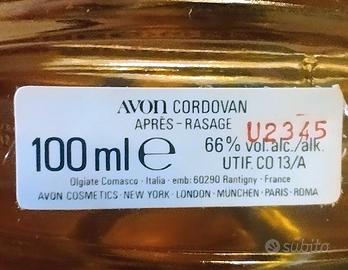 AVON CORDOVAN
APRÈS-RASAGE
U2345
100 ml e 66% vol.alc./alk.
UTIF. CO 13/A
Olgiate Comasco · Italia · emb: 60290 Rantigny · France
AVON COSMETICS · NEW YORK · LONDON · MUNCHEN · PARIS · ROMA
subito